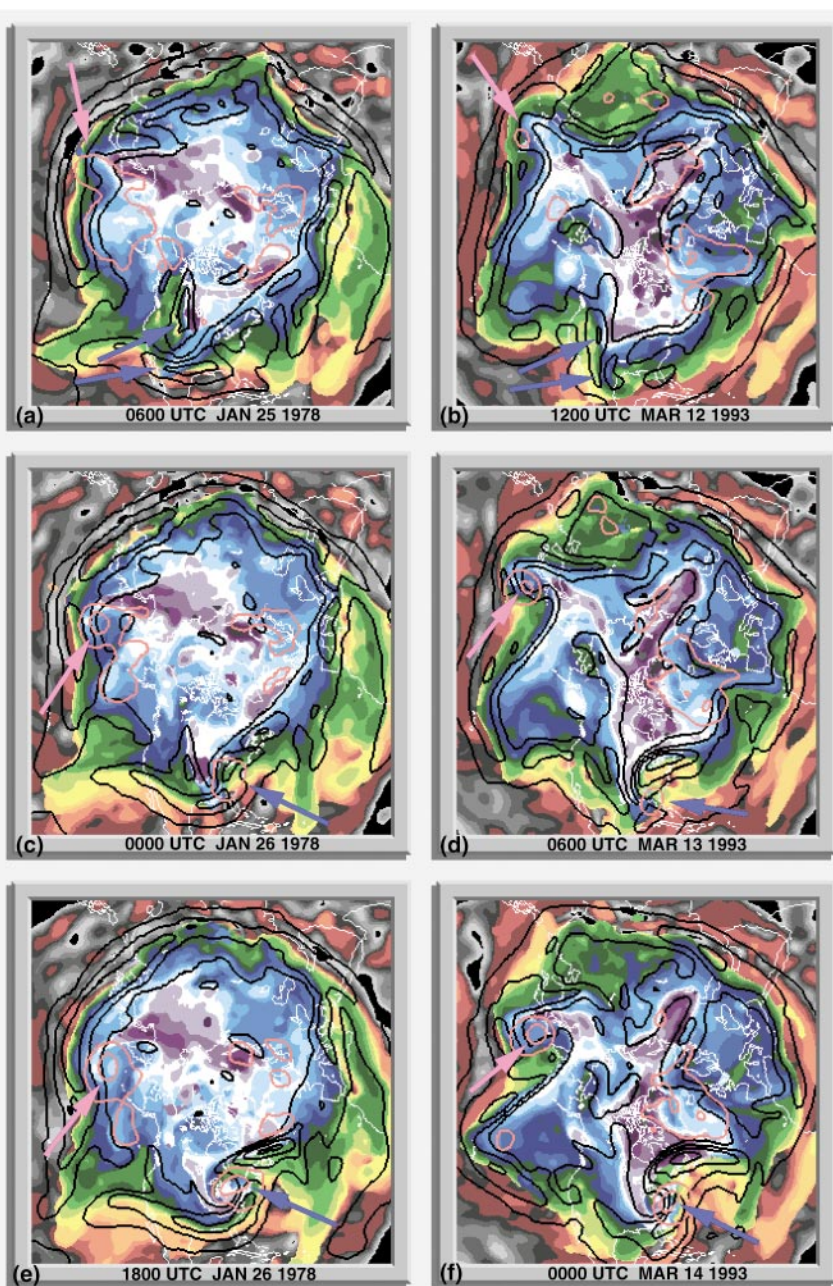 (a) 0600 UTC JAN 25 1978
(b) 1200 UTC MAR 12 1993
(c) 0000 UTC JAN 26 1978
(d) 0600 UTC MAR 13 1993
(e) 1800 UTC JAN 26 1978
(f) 0000 UTC MAR 14 1993